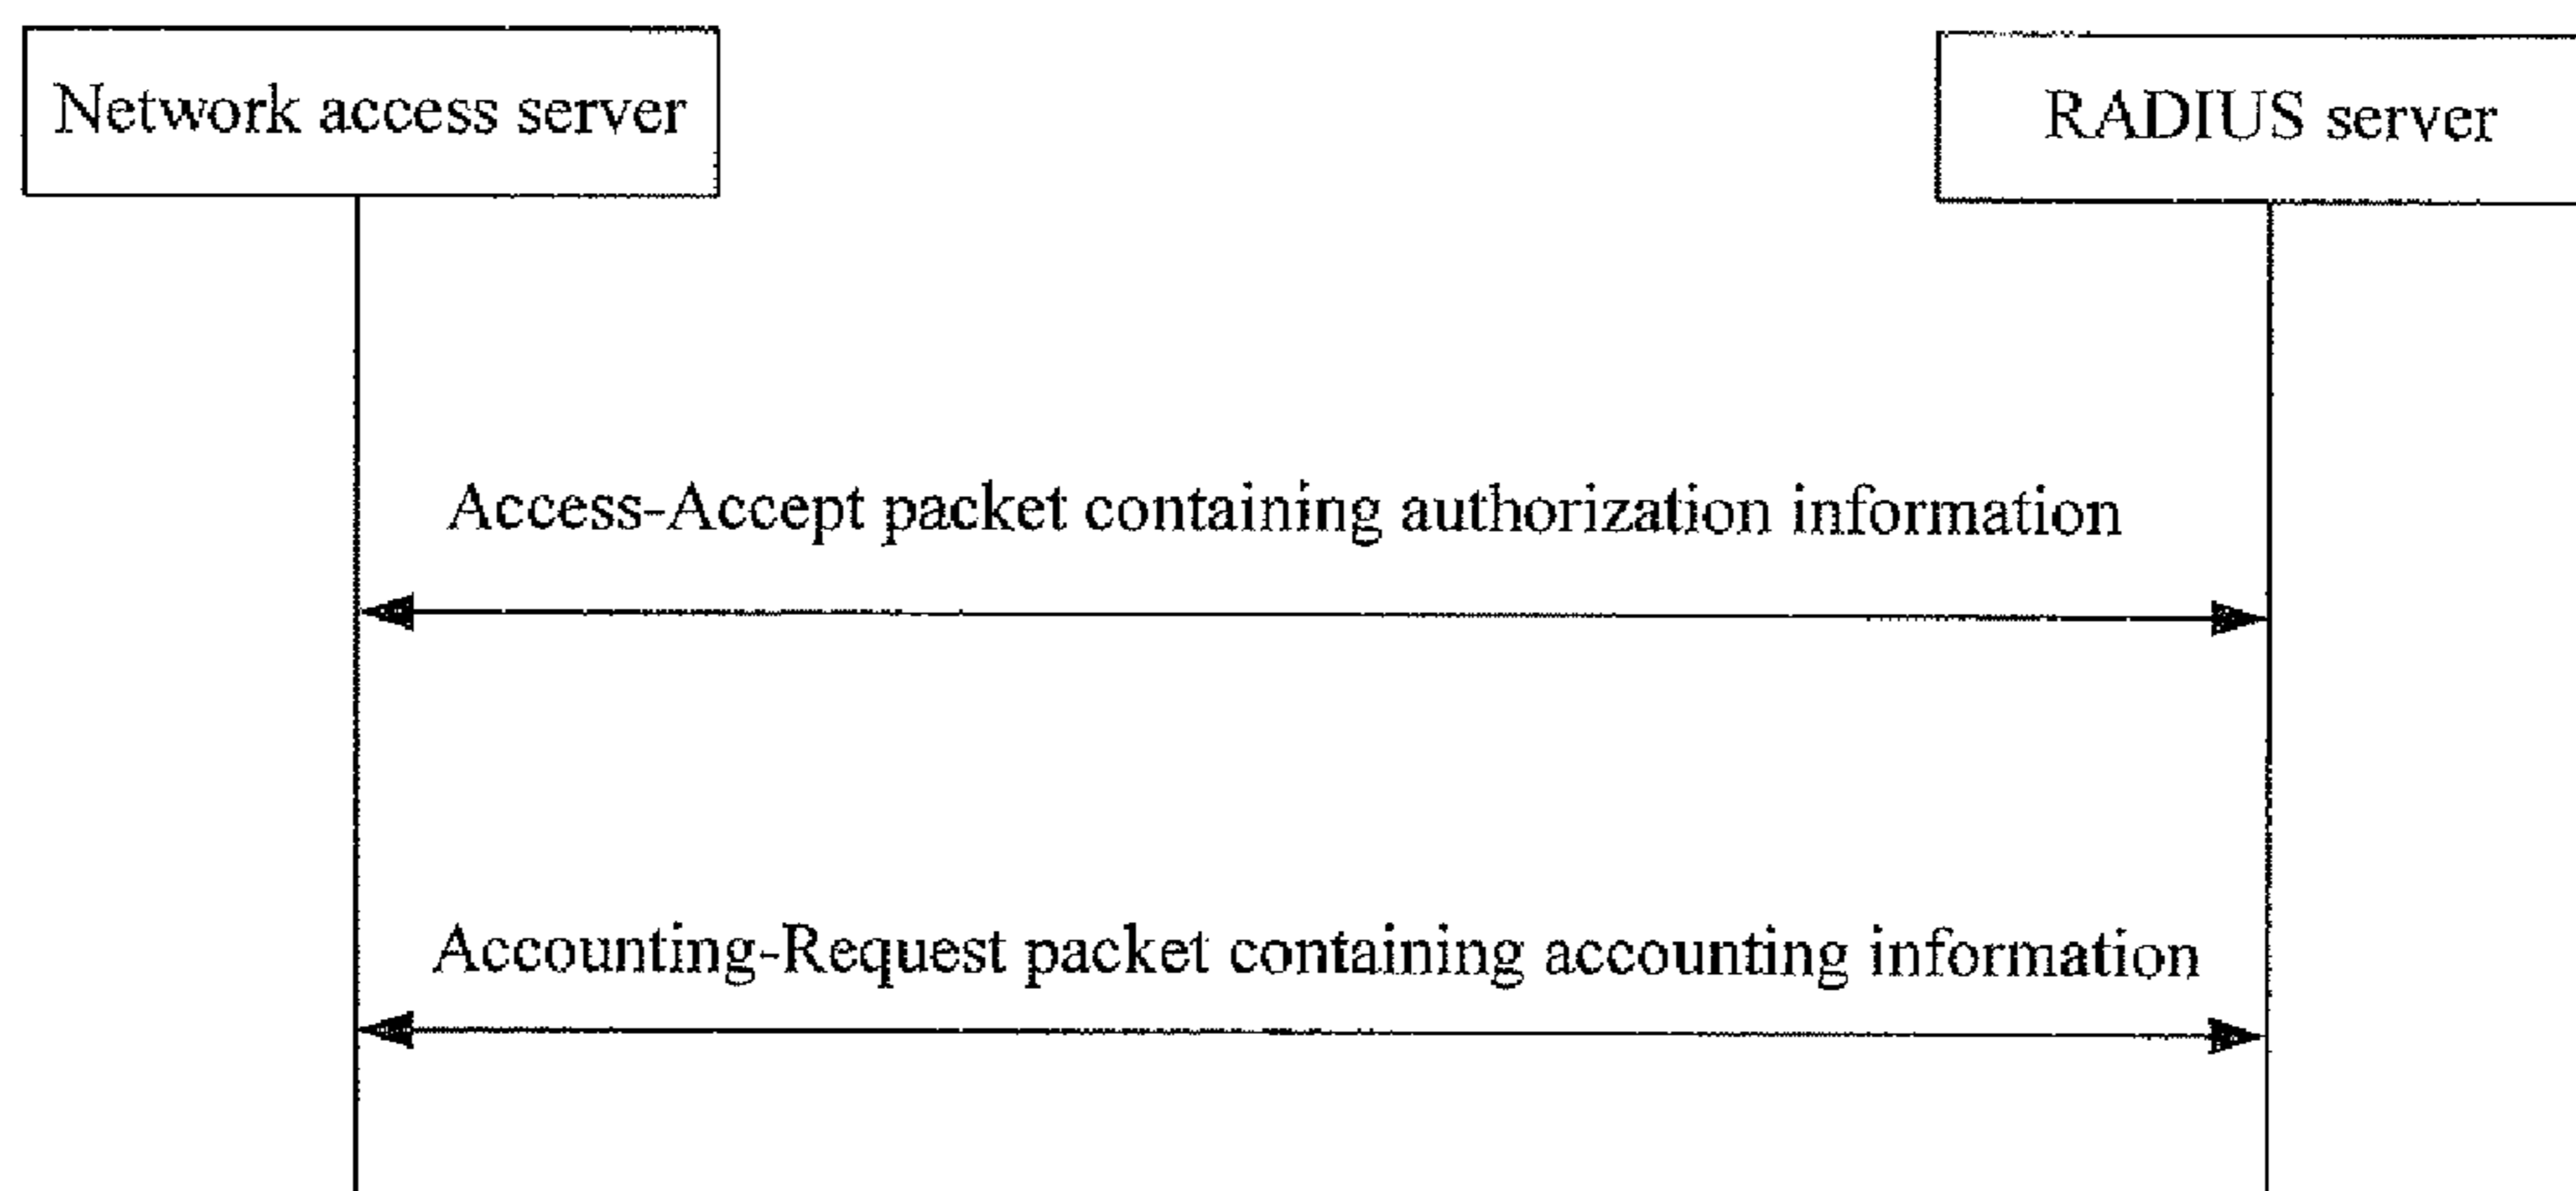 Network access server
RADIUS server
Access-Accept packet containing authorization information
Accounting-Request packet containing accounting information